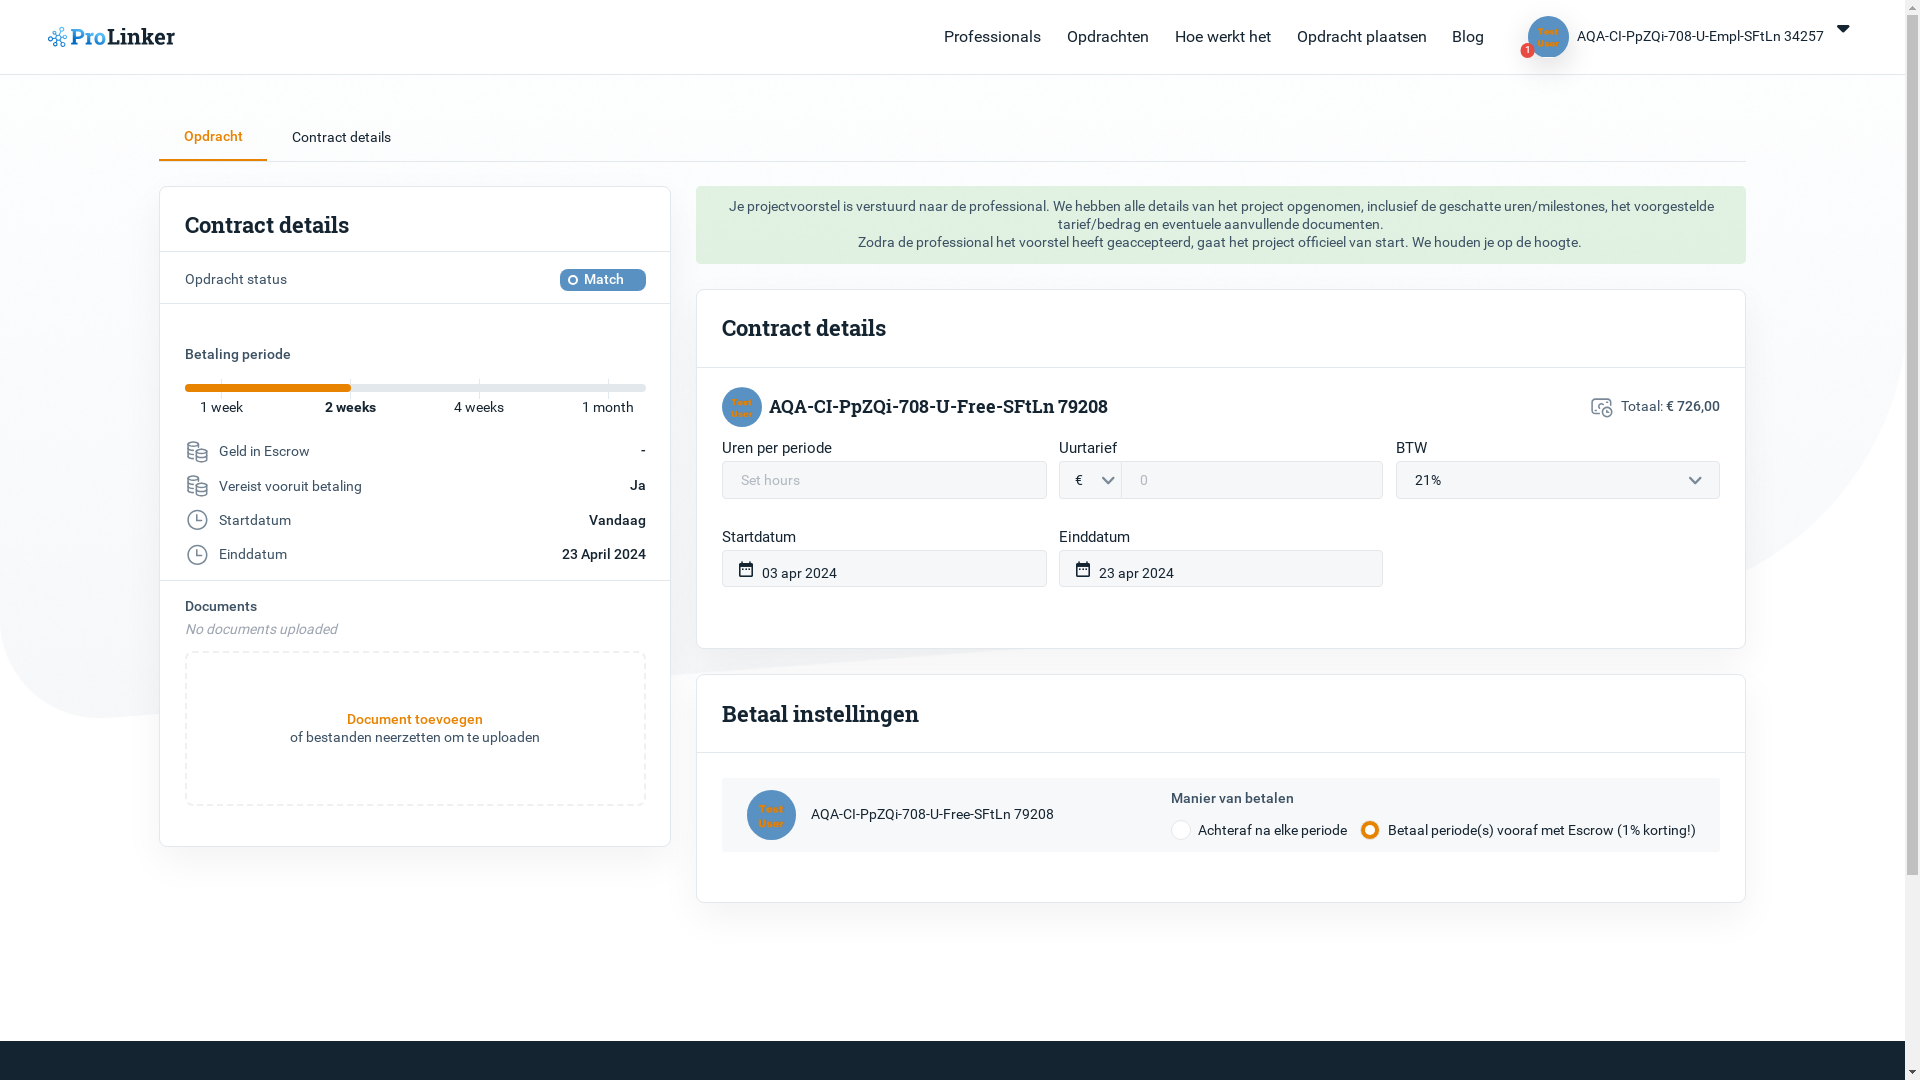 ProLinker
Professionals
Opdrachten
Hoe werkt het
Opdracht plaatsen
Blog
Test
User
1
AQA-CI-PpZQi-708-U-Empl-SFtLn 34257
Opdracht
Contract details
Contract details
Opdracht status
Match
Betaling periode
1 week
2 weeks
4 weeks
1 month
Geld in Escrow
-
Vereist vooruit betaling
Ja
Startdatum
Vandaag
Einddatum
23 April 2024
Documents
No documents uploaded
Document toevoegen
of bestanden neerzetten om te uploaden
Je projectvoorstel is verstuurd naar de professional. We hebben alle details van het project opgenomen, inclusief de geschatte uren/milestones, het voorgestelde
tarief/bedrag en eventuele aanvullende documenten.
Zodra de professional het voorstel heeft geaccepteerd, gaat het project officieel van start. We houden je op de hoogte.
Contract details
Test
User
AQA-CI-PpZQi-708-U-Free-SFtLn 79208
Totaal: € 726,00
Uren per periode
Uurtarief
BTW
Set hours
€
0
21%
Startdatum
Einddatum
03 apr 2024
23 apr 2024
Betaal instellingen
Test
User
AQA-CI-PpZQi-708-U-Free-SFtLn 79208
Manier van betalen
Achteraf na elke periode
Betaal periode(s) vooraf met Escrow (1% korting!)